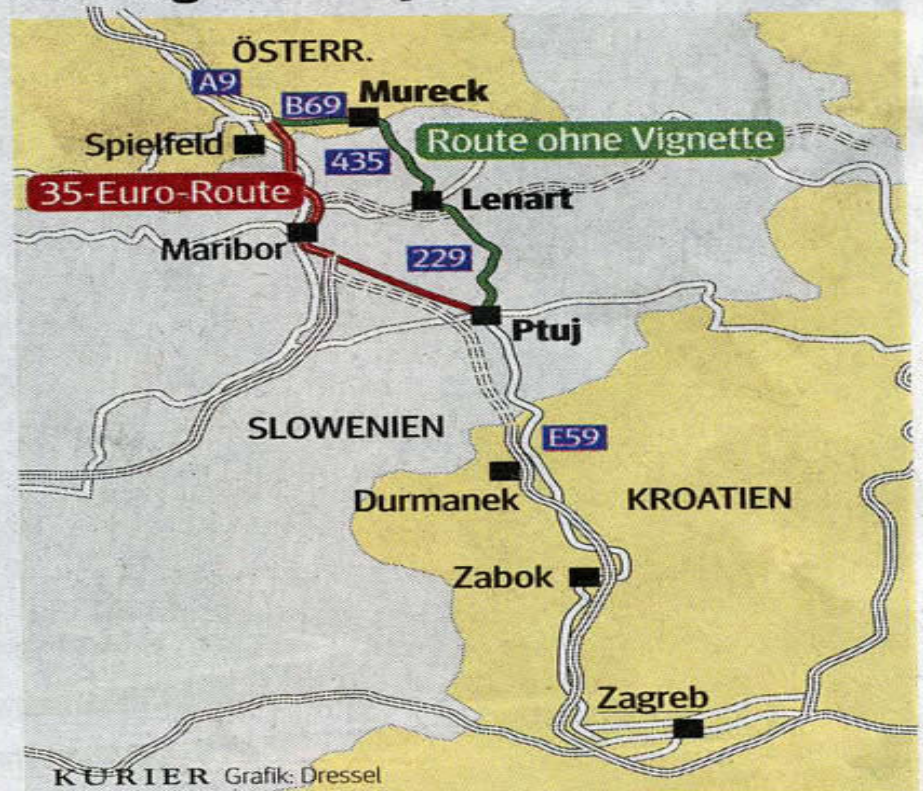 ÖSTERR.
A9
B69
Mureck
Spielfeld
435
Route ohne Vignette
35-Euro-Route
Lenart
Maribor
229
Ptuj
SLOWENIEN
E59
Durmanek
KROATIEN
Zabok
Zagreb
KURIER Grafik: Dressel